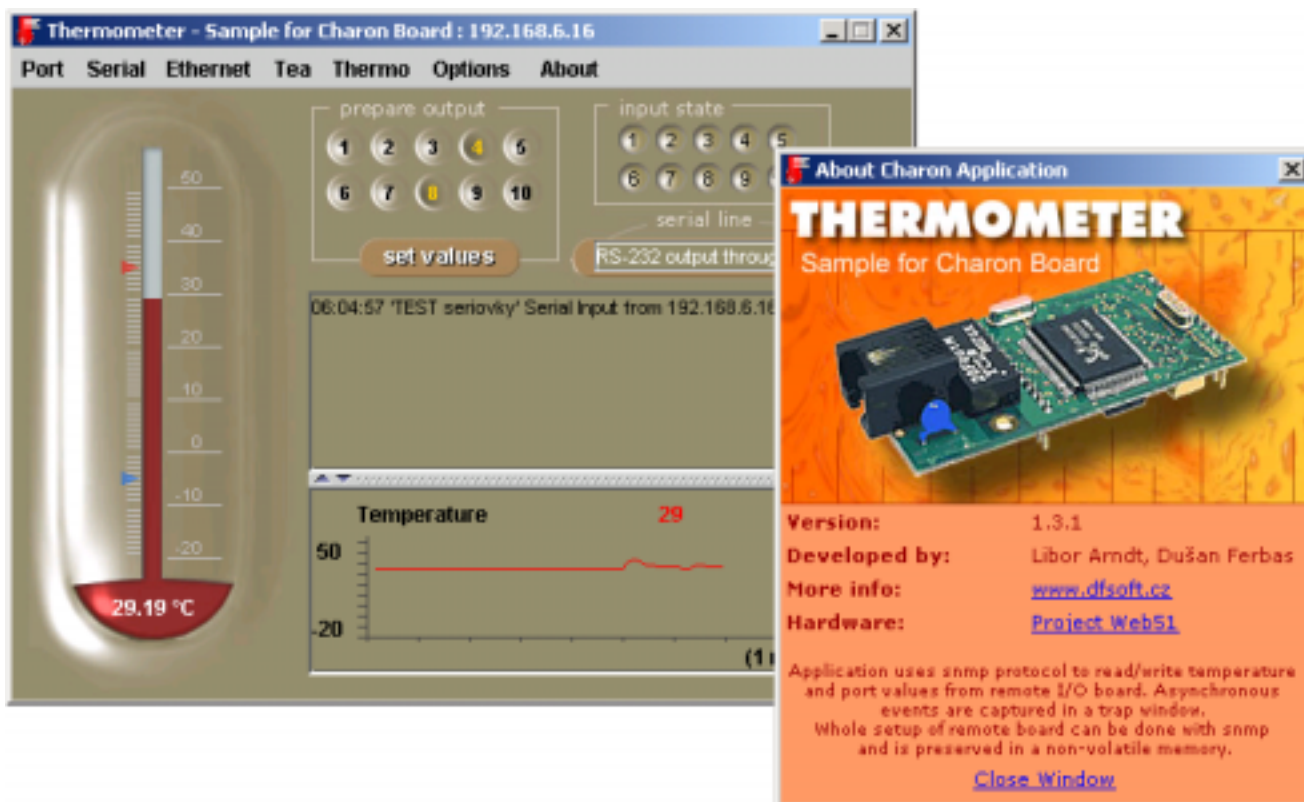 Thermometer - Sample for Charon Board : 192.168.6.16
Port Serial Ethernet Tea Thermo Options About
prepare output
1 2 3 4 5
6 7 8 9 10
set values
input state
1 2 3 4 5
6 7 8 9
serial line
RS-232 output throug
50
40
30
20
10
0
-10
-20
29.19 °C
06:04:57 'TEST seriovky' Serial Input from 192.168.6.16
Temperature 29
50
-20
(1
About Charon Application
THERMOMETER
Sample for Charon Board
Version: 1.3.1
Developed by: Libor Arndt, Dušan Ferbas
More info: www.dfsoft.cz
Hardware: Project Web51
Application uses snmp protocol to read/write temperature
and port values from remote I/O board. Asynchronous
events are captured in a trap window.
Whole setup of remote board can be done with snmp
and is preserved in a non-volatile memory.
Close Window